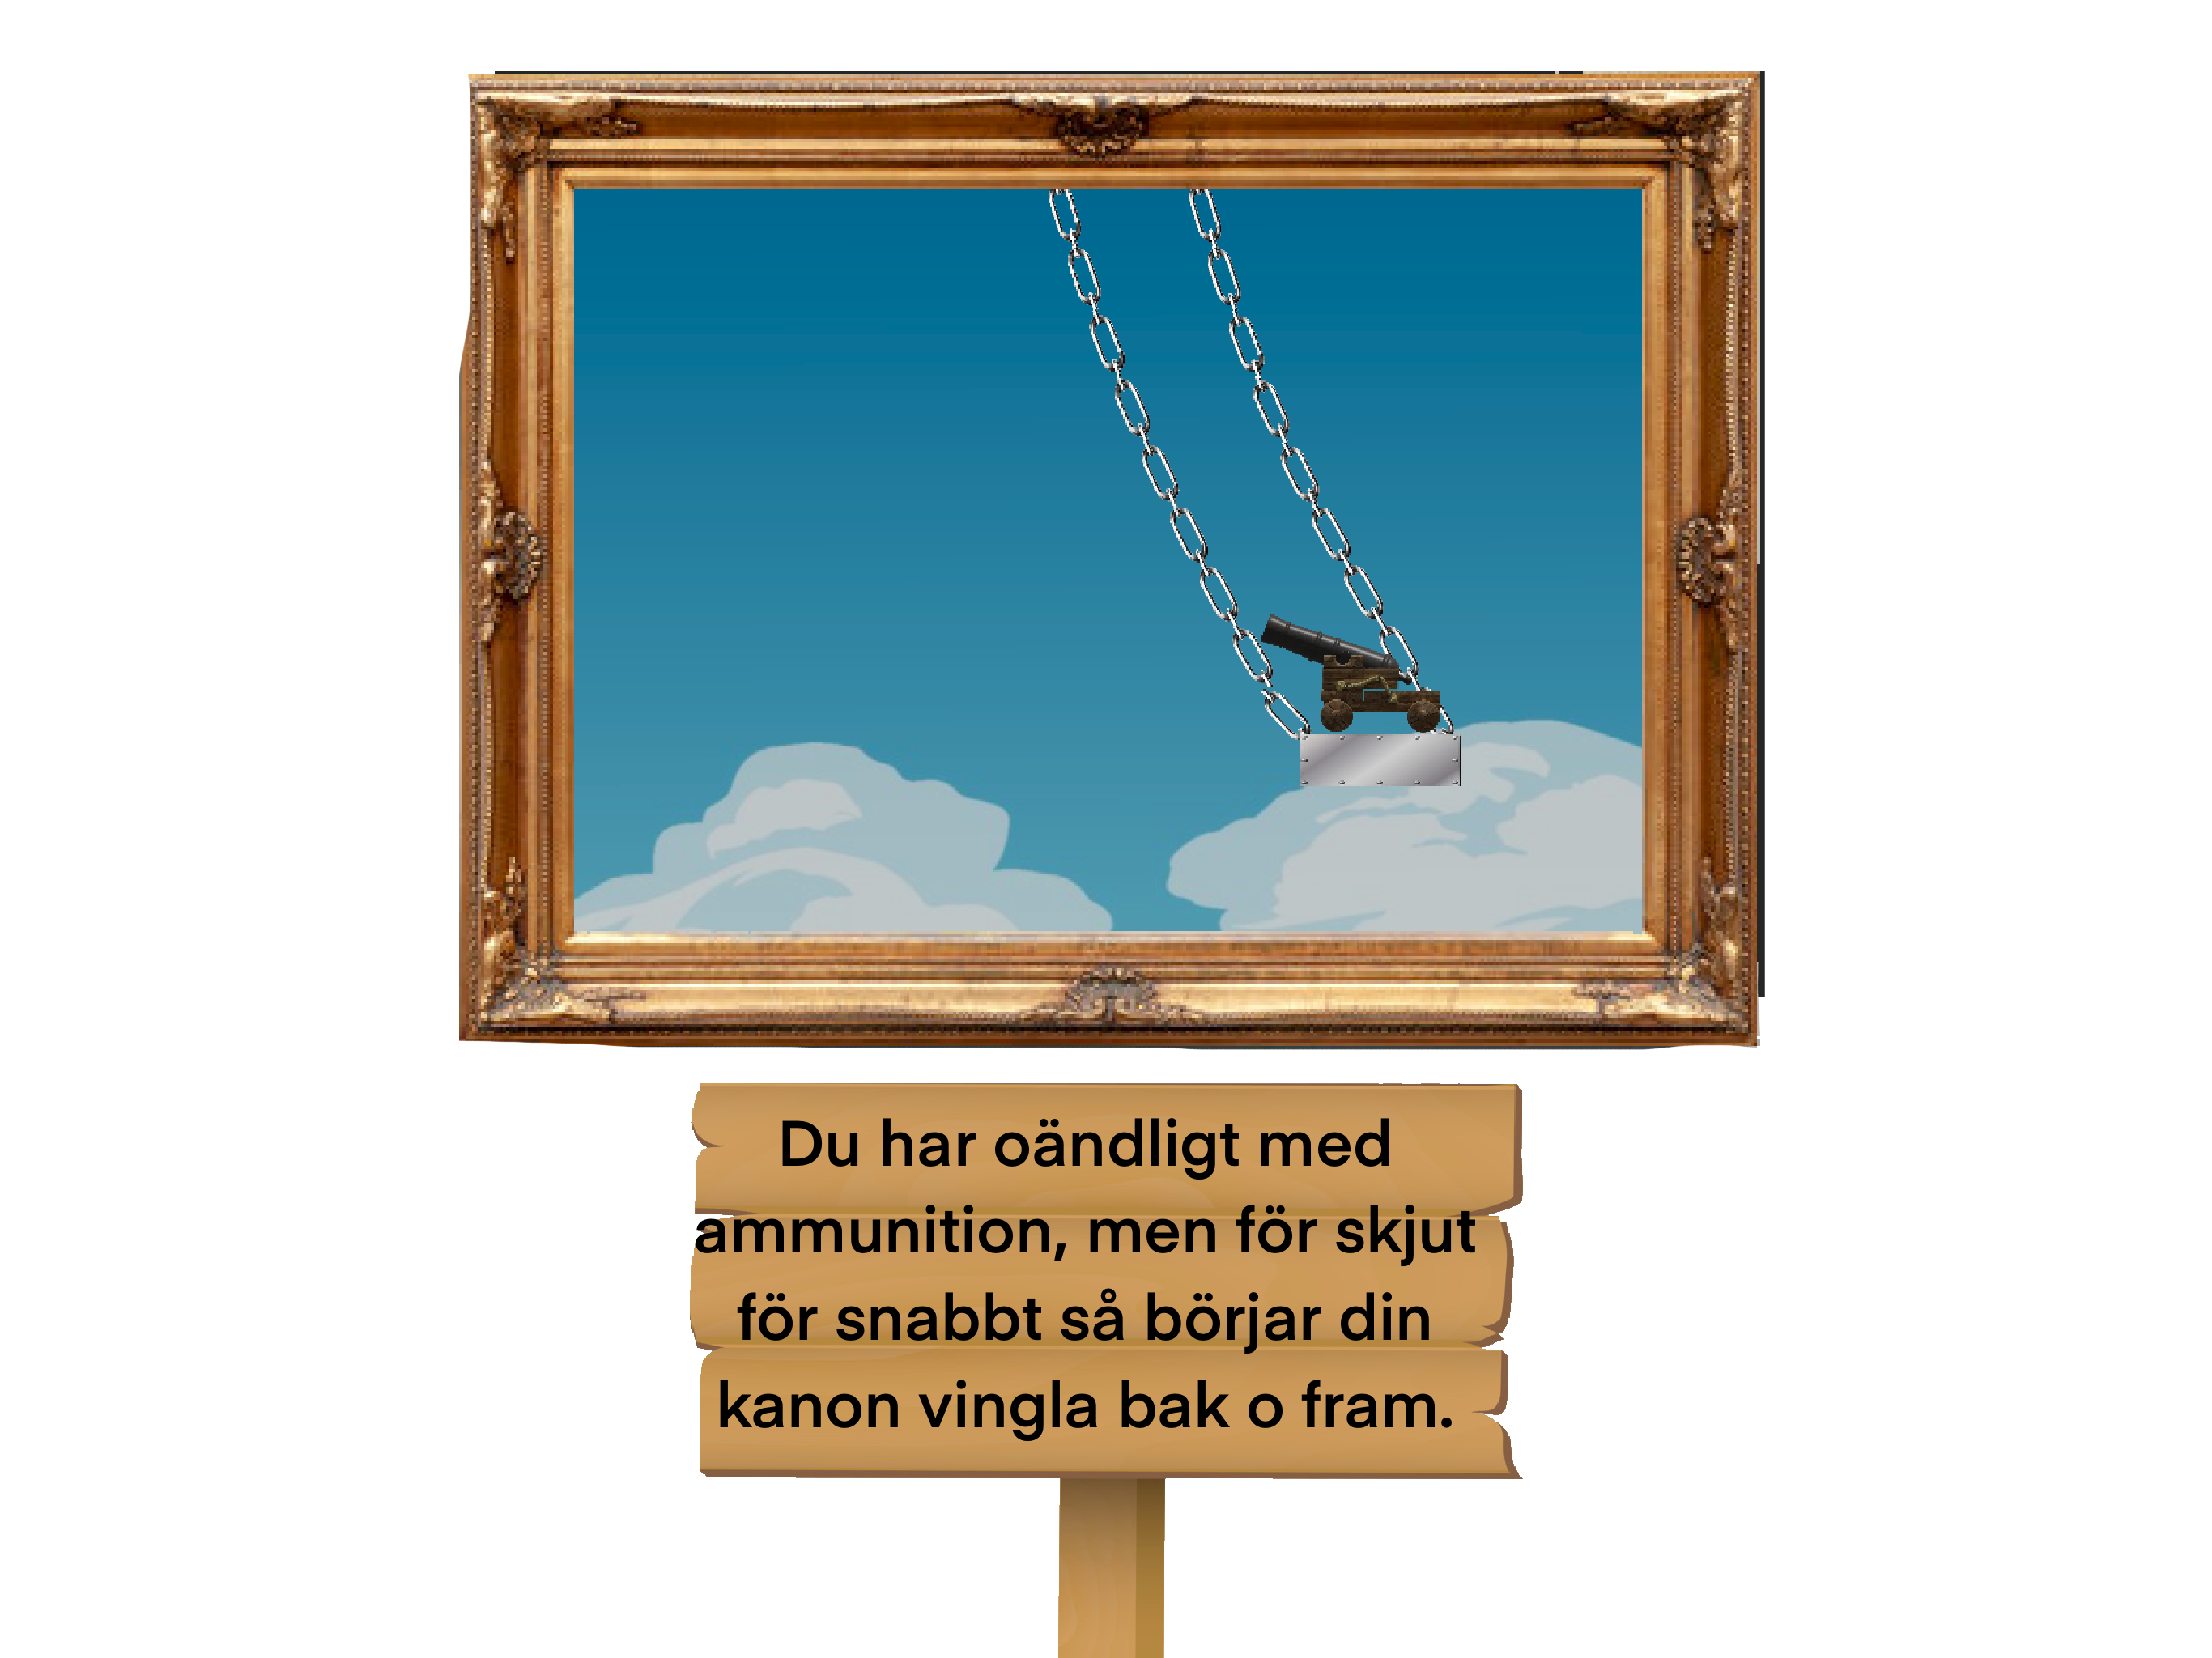 Du har oändligt med
ammunition, men för skjut
för snabbt så börjar din
kanon vingla bak o fram.